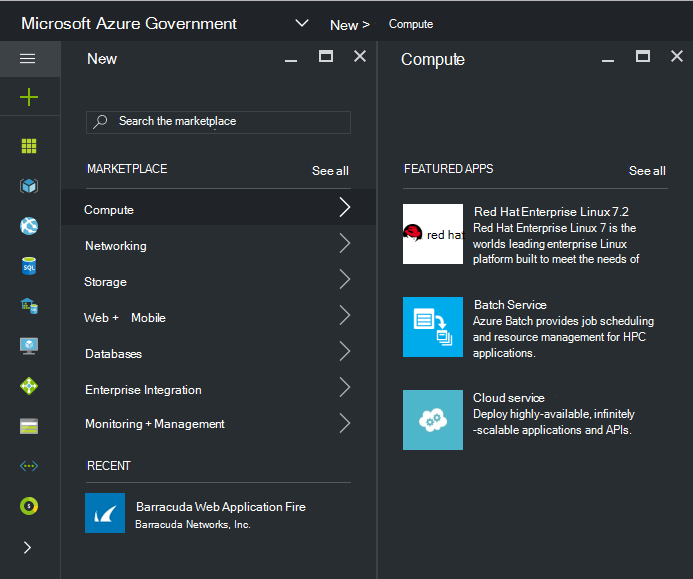 Microsoft Azure Government
New >
Compute
New
Search the marketplace
MARKETPLACE
See all
Compute
Networking
Storage
Web + Mobile
Databases
Enterprise Integration
Monitoring + Management
RECENT
Barracuda Web Application Fire
Barracuda Networks, Inc.
SQL
$
Compute
FEATURED APPS
See all
red hat
Red Hat Enterprise Linux 7.2
Red Hat Enterprise Linux 7 is the
worlds leading enterprise Linux
platform built to meet the needs of
Batch Service
Azure Batch provides job scheduling
and resource management for HPC
applications.
Cloud service
Deploy highly-available, infinitely
-scalable applications and APIs.